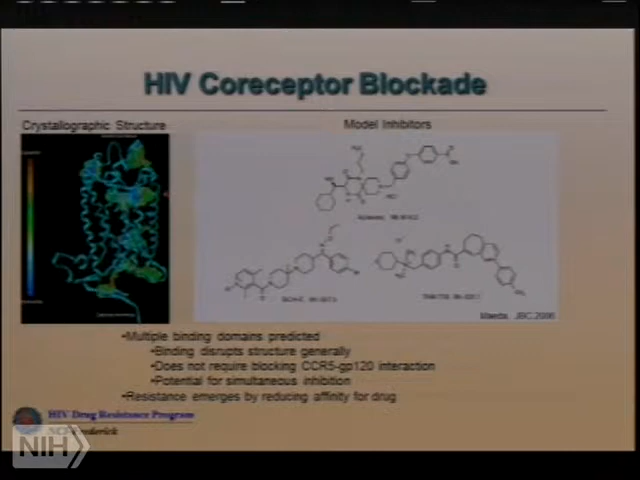 HIV Coreceptor Blockade
Crystallographic Structure
Model Inhibitors
Maeda, JBC,2006
•Multiple binding domains predicted
•Binding disrupts structure generally
•Does not require blocking CCR5-gp120 interaction
•Potential for simultaneous inhibition
•Resistance emerges by reducing affinity for drug
HIV Drug Resistance Program
NIH